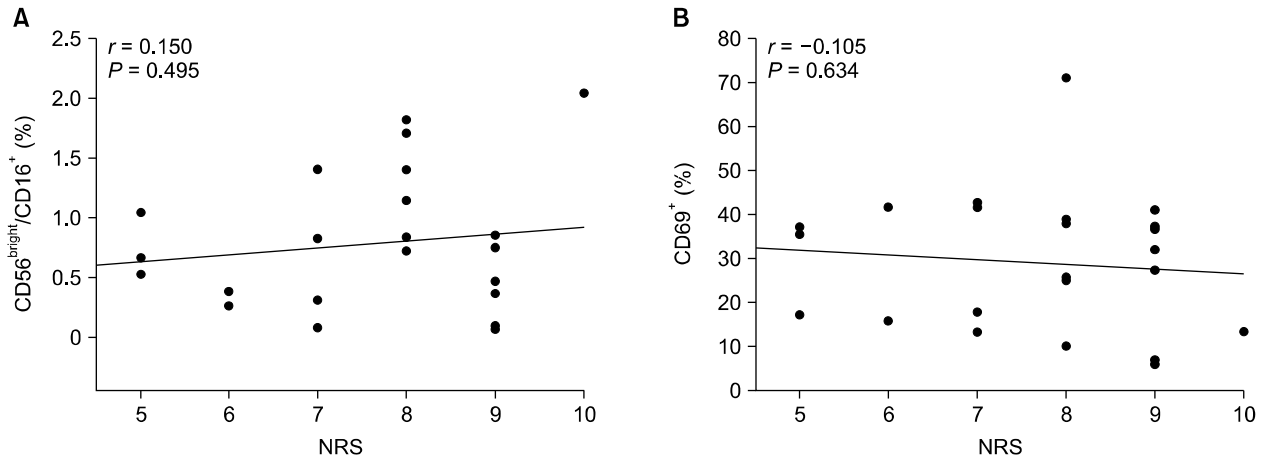 A
r = 0.150
P = 0.495
CD56bright/CD16+ (%)
2.5
2.0
1.5
1.0
0.5
0
5 6 7 8 9 10
NRS
B
r = −0.105
P = 0.634
CD69+ (%)
80
70
60
50
40
30
20
10
0
5 6 7 8 9 10
NRS